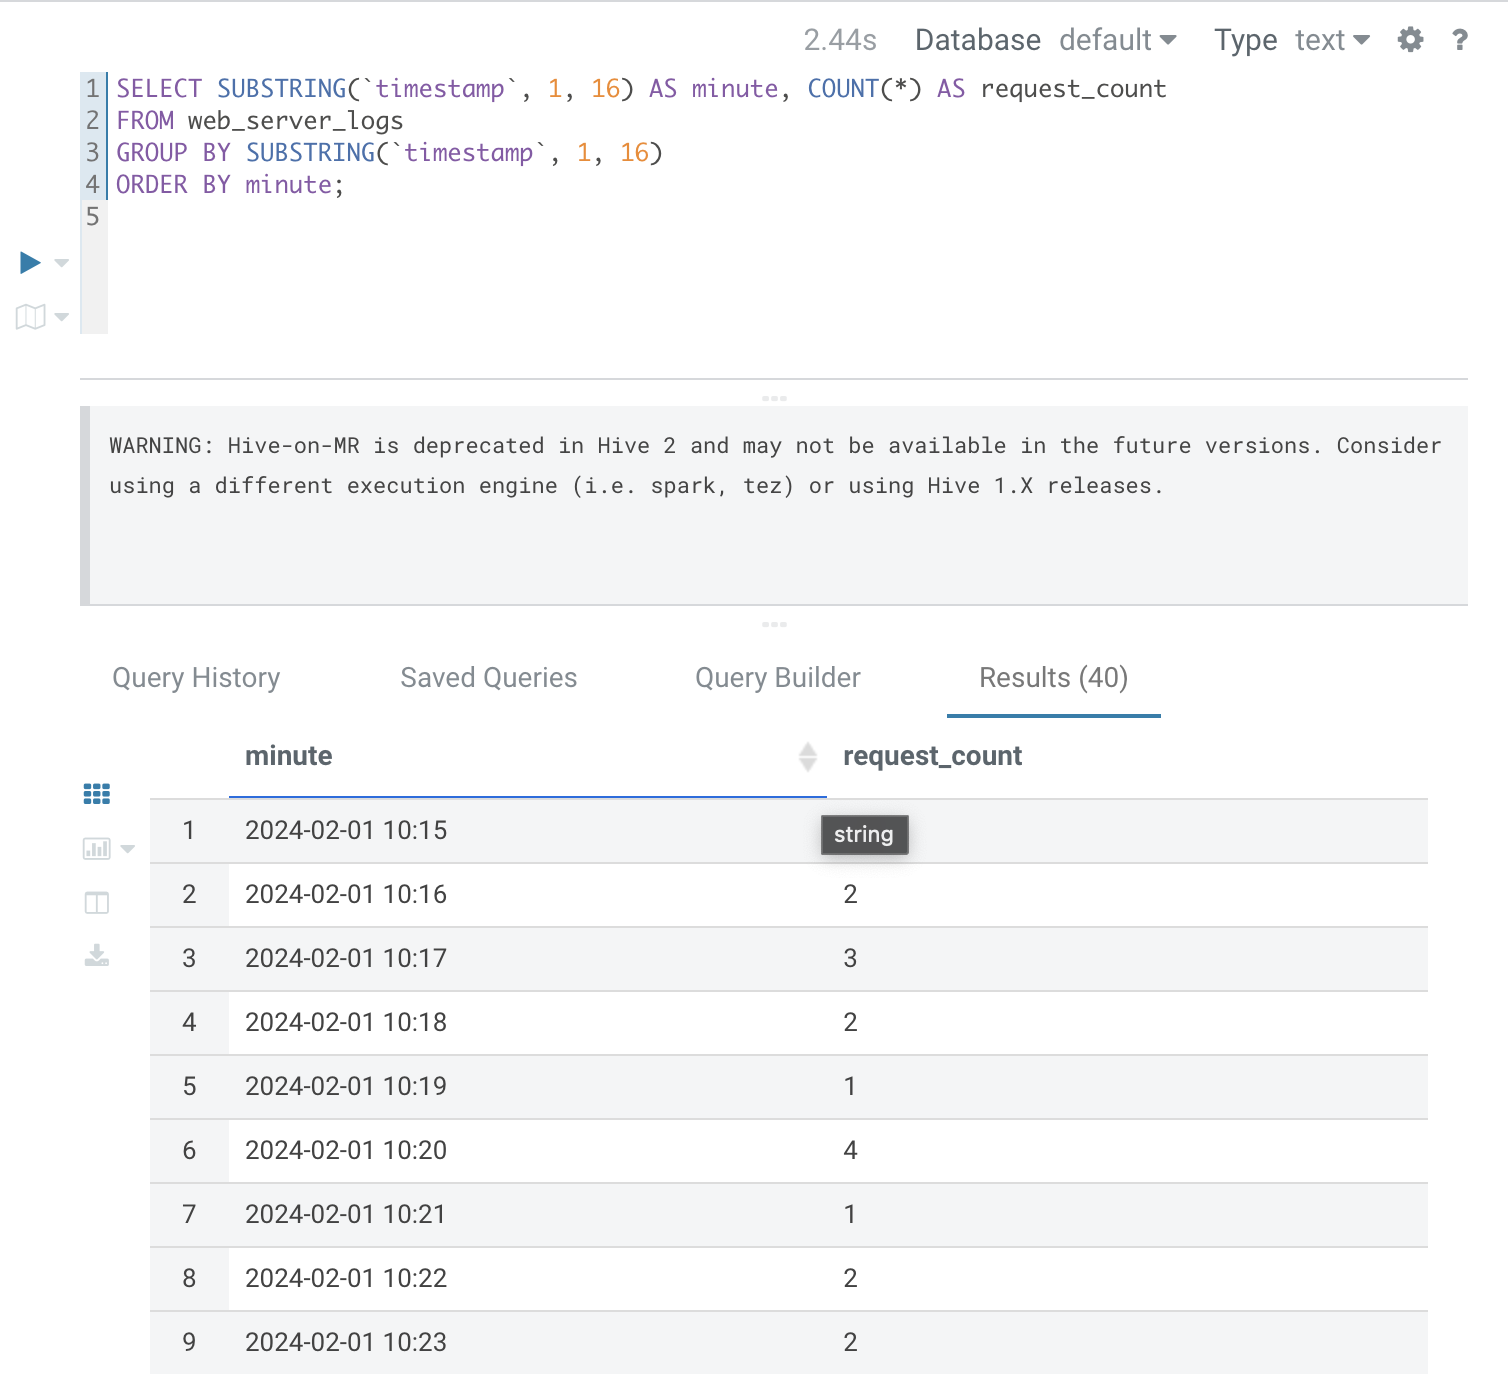 2.44s Database default Type text ?
1 SELECT SUBSTRING(`timestamp`, 1, 16) AS minute, COUNT(*) AS request_count
2 FROM web_server_logs
3 GROUP BY SUBSTRING(`timestamp`, 1, 16)
4 ORDER BY minute;
5
WARNING: Hive-on-MR is deprecated in Hive 2 and may not be available in the future versions. Consider
using a different execution engine (i.e. spark, tez) or using Hive 1.X releases.
Query History Saved Queries Query Builder Results (40)
minute request_count
1 2024-02-01 10:15 string
2 2024-02-01 10:16 2
3 2024-02-01 10:17 3
4 2024-02-01 10:18 2
5 2024-02-01 10:19 1
6 2024-02-01 10:20 4
7 2024-02-01 10:21 1
8 2024-02-01 10:22 2
9 2024-02-01 10:23 2